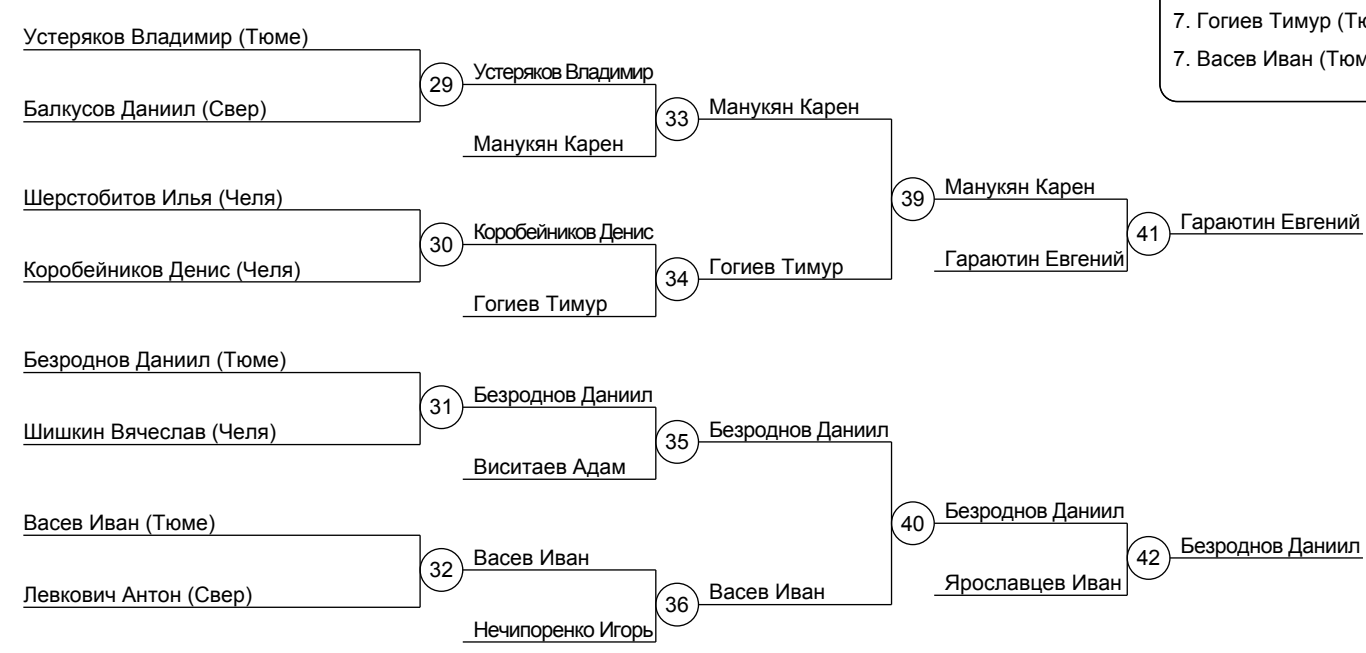 7. Гогиев Тимур
7. Васев Иван
Устеряков Владимир (Тюме)
Балкусов Даниил (Свер)
29
Устеряков Владимир
Манукян Карен
33
Манукян Карен
Шерстобитов Илья (Челя)
Коробейников Денис (Челя)
30
Коробейников Денис
Гогиев Тимур
34
Гогиев Тимур
39
Манукян Карен
Гараютин Евгений
41
Гараютин Евгений
Безроднов Даниил (Тюме)
Шишкин Вячеслав (Челя)
31
Безроднов Даниил
Виситаев Адам
35
Безроднов Даниил
Васев Иван (Тюме)
Левкович Антон (Свер)
32
Васев Иван
Нечипоренко Игорь
36
Васев Иван
40
Безроднов Даниил
Ярославцев Иван
42
Безроднов Даниил